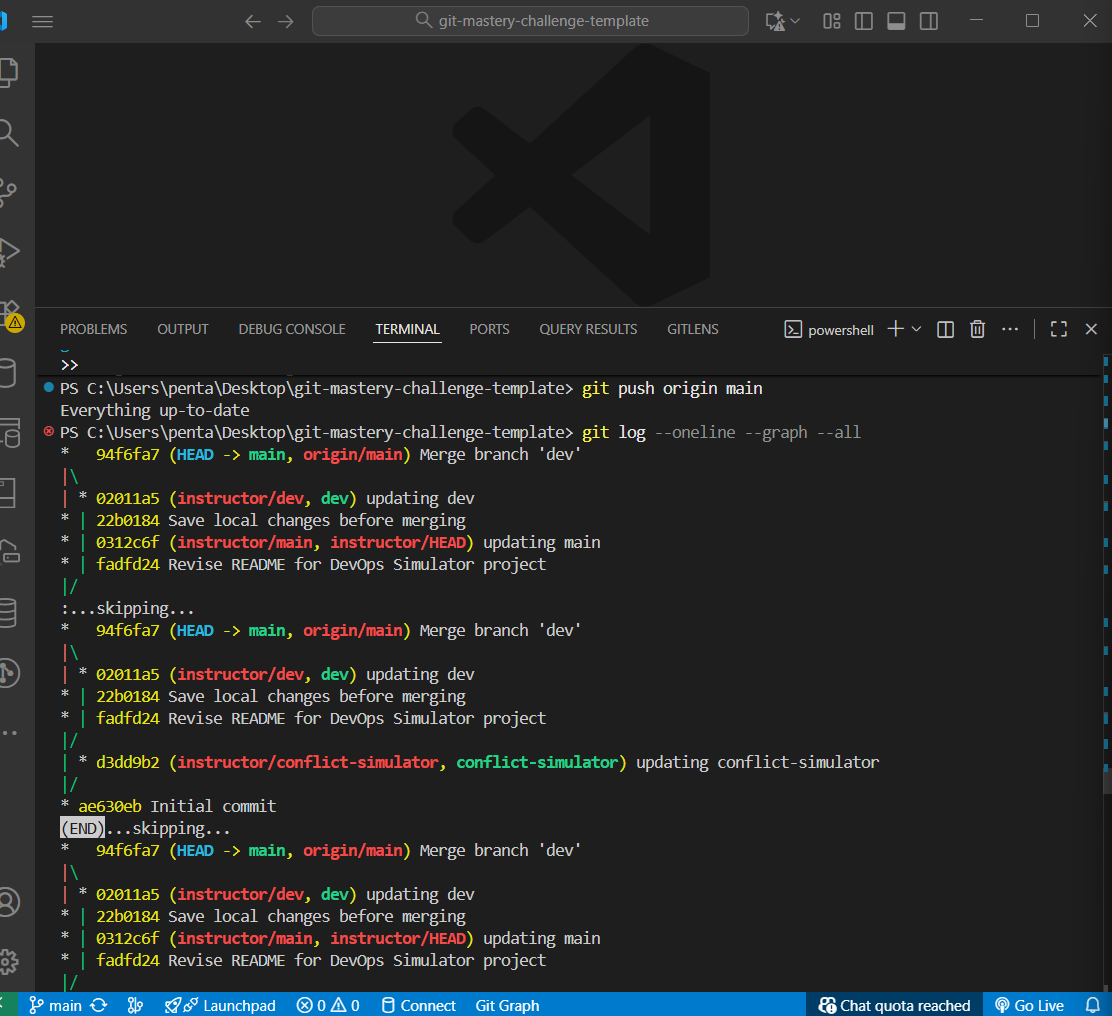 git-mastery-challenge-template
PROBLEMS OUTPUT DEBUG CONSOLE TERMINAL PORTS QUERY RESULTS GITLENS powershell
>>
PS C:\Users\penta\Desktop\git-mastery-challenge-template> git push origin main
Everything up-to-date
PS C:\Users\penta\Desktop\git-mastery-challenge-template> git log --oneline --graph --all
*   94f6fa7 (HEAD -> main, origin/main) Merge branch 'dev'
|\
| * 02011a5 (instructor/dev, dev) updating dev
* | 22b0184 Save local changes before merging
* | 0312c6f (instructor/main, instructor/HEAD) updating main
* | fadfd24 Revise README for DevOps Simulator project
|/
:...skipping...
*   94f6fa7 (HEAD -> main, origin/main) Merge branch 'dev'
|\
| * 02011a5 (instructor/dev, dev) updating dev
* | 22b0184 Save local changes before merging
* | fadfd24 Revise README for DevOps Simulator project
|/
| * d3dd9b2 (instructor/conflict-simulator, conflict-simulator) updating conflict-simulator
|/
* ae630eb Initial commit
(END)...skipping...
*   94f6fa7 (HEAD -> main, origin/main) Merge branch 'dev'
|\
| * 02011a5 (instructor/dev, dev) updating dev
* | 22b0184 Save local changes before merging
* | 0312c6f (instructor/main, instructor/HEAD) updating main
* | fadfd24 Revise README for DevOps Simulator project
|/
main Launchpad 0 0 Connect Git Graph Chat quota reached Go Live